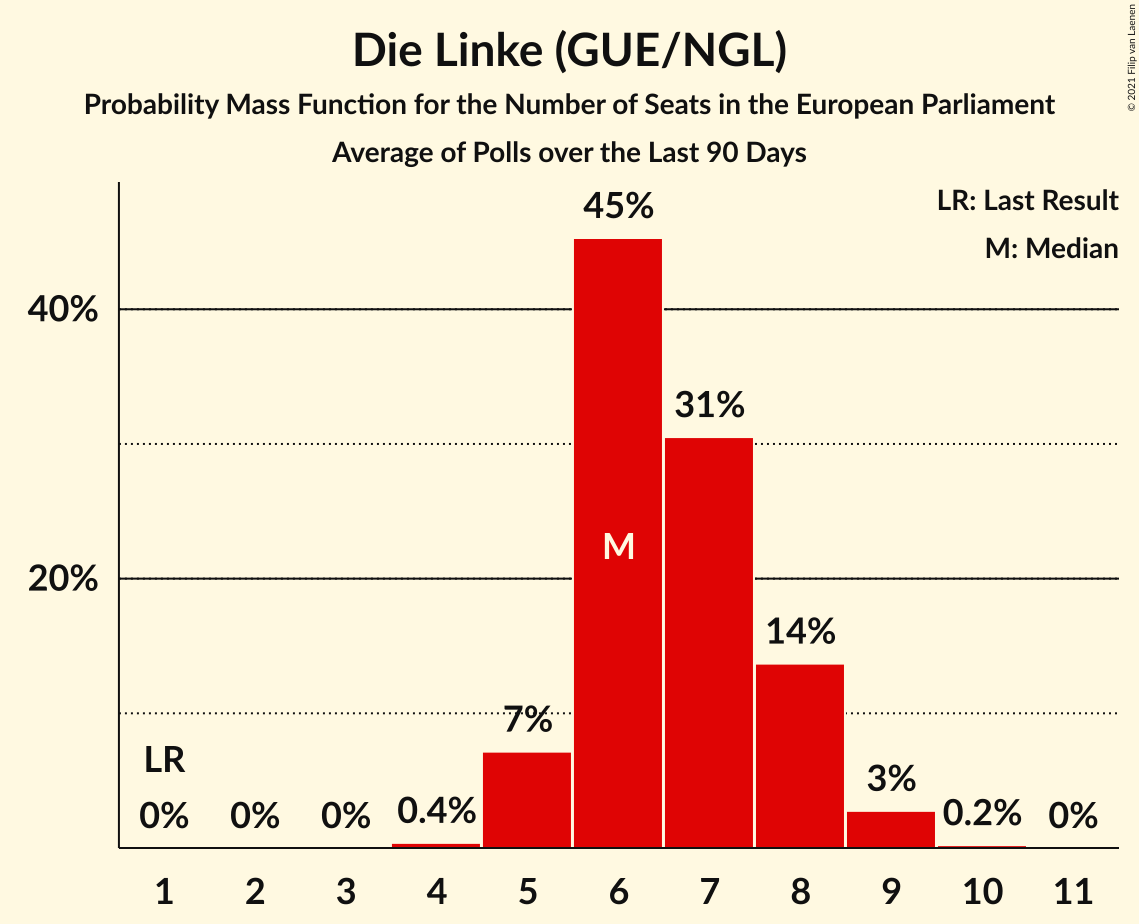 Die Linke (GUE/NGL)
Probability Mass Function for the Number of Seats in the European Parliament
Average of Polls over the Last 90 Days
© 2021 Filip van Laenen
LR: Last Result
M: Median
45%
40%
31%
M
20%
14%
7%
LR
3%
0% 0% 0% 0.4% 0.2% 0%
1 2 3 4 5 6 7 8 9 10 11